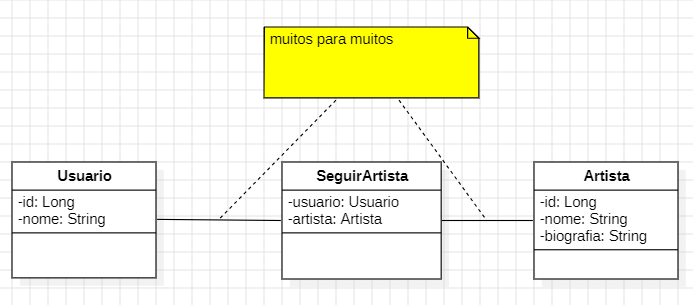 muitos para muitos
Usuario
-id: Long
-nome: String
SeguirArtista
-usuario: Usuario
-artista: Artista
Artista
-id: Long
-nome: String
-biografia: String